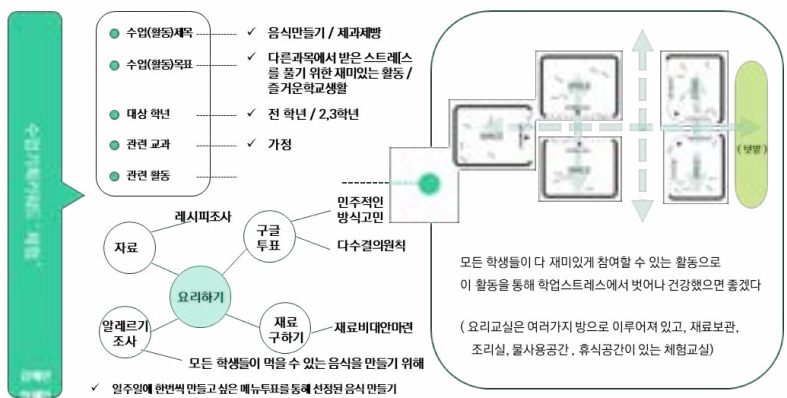 수업(활동)제목
✓ 음식만들기 / 제과제빵
수업(활동)목표
✓ 다른과목에서 받은 스트레스
를 풀기 위한 재미있는 활동 /
즐거운학교생활
대상 학년
✓ 전 학년 / 2,3학년
관련 교과
✓ 가정
관련 활동
레시피조사
자료
구글
투표
민주적인
방식고민
다수결의원칙
요리하기
알레르기
조사
재료
구하기
재료비대안마련
모든 학생들이 먹을 수 있는 음식을 만들기 위해
✓ 일주일에 한번씩 만들고 싶은 메뉴투표를 통해 선정된 음식 만들기
( 텃밭 )
모든 학생들이 다 재미있게 참여할 수 있는 활동으로
이 활동을 통해 학업스트레스에서 벗어나 건강했으면 좋겠다
( 요리교실은 여러가지 방으로 이루어져 있고, 재료보관,
조리실, 물사용공간 , 휴식공간이 있는 체험교실)